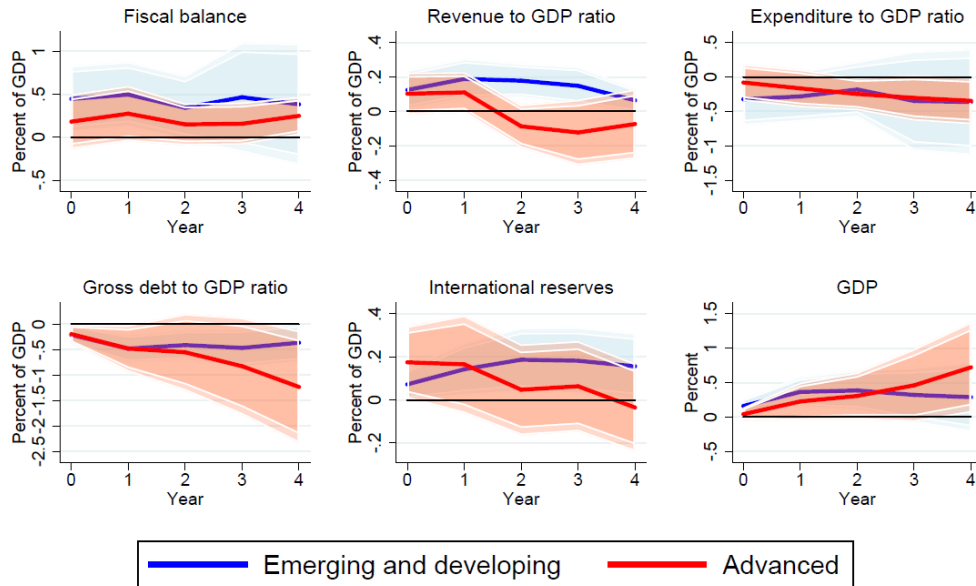 Fiscal balance
Percent of GDP
1
.5
0
-.5
0 1 2 3 4
Year
Revenue to GDP ratio
Percent of GDP
.4
.2
0
-.2
-.4
0 1 2 3 4
Year
Expenditure to GDP ratio
Percent of GDP
.5
0
-.5
-1
-1.5
0 1 2 3 4
Year
Gross debt to GDP ratio
Percent of GDP
0
-.5
-1
-1.5
-2
-2.5
0 1 2 3 4
Year
International reserves
Percent of GDP
.4
.2
0
-.2
0 1 2 3 4
Year
GDP
Percent
1.5
1
.5
0
-.5
0 1 2 3 4
Year
Emerging and developing Advanced